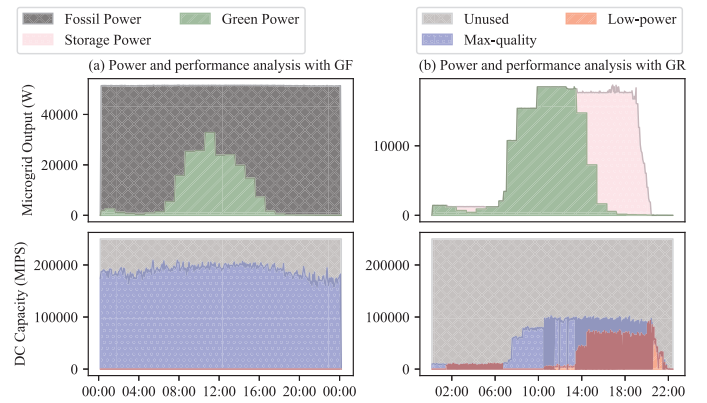 Fossil Power Green Power
Storage Power
Unused Low-power
Max-quality
(a) Power and performance analysis with GF
(b) Power and performance analysis with GR
Microgrid Output (W)
40000
20000
0
10000
0
DC Capacity (MIPS)
200000
100000
0
200000
100000
0
00:00 04:00 08:00 12:00 16:00 20:00 00:00
02:00 06:00 10:00 14:00 18:00 22:00